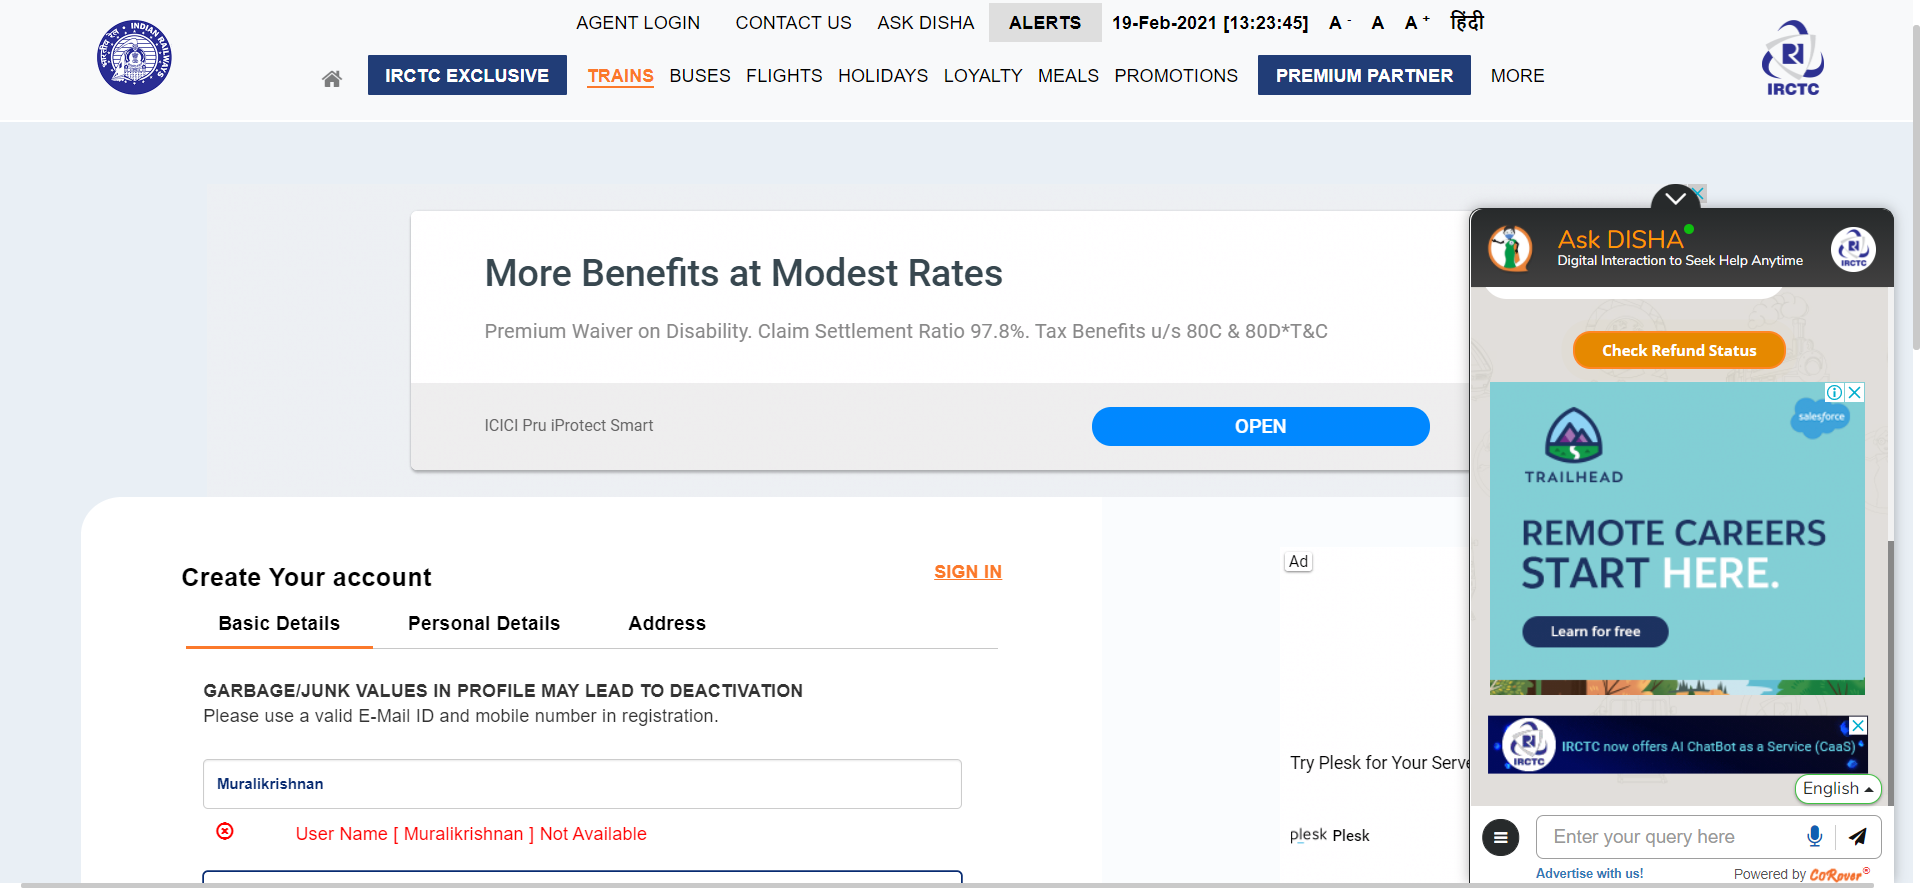 AGENT LOGIN CONTACT US ASK DISHA ALERTS 19-Feb-2021 [13:23:45] A - A A + हिंदी
INDIAN RAILWAYS
भारतीय रेल
IRCTC EXCLUSIVE TRAINS BUSES FLIGHTS HOLIDAYS LOYALTY MEALS PROMOTIONS PREMIUM PARTNER MORE
IRCTC
More Benefits at Modest Rates
Premium Waiver on Disability. Claim Settlement Ratio 97.8%. Tax Benefits u/s 80C & 80D*T&C
ICICI Pru iProtect Smart
OPEN
Create Your account
SIGN IN
Basic Details Personal Details Address
GARBAGE/JUNK VALUES IN PROFILE MAY LEAD TO DEACTIVATION
Please use a valid E-Mail ID and mobile number in registration.
Muralikrishnan
User Name [ Muralikrishnan ] Not Available
Ad
Try Plesk for Your Serve
plesk Plesk
Ask DISHA
Digital Interaction to Seek Help Anytime
IRCTC
Check Refund Status
salesforce
TRAILHEAD
REMOTE CAREERS
START HERE.
Learn for free
IRCTC
IRCTC now offers AI ChatBot as a Service (CaaS)
English
Enter your query here
Advertise with us!
Powered by CoRover®